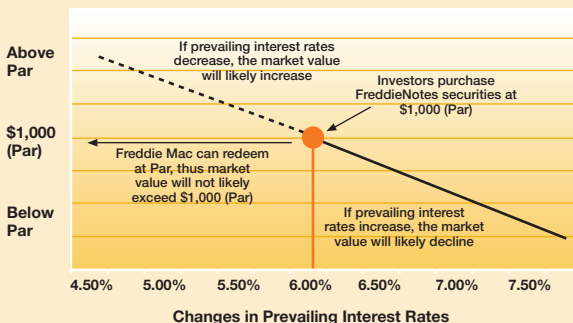 Above
Par
If prevailing interest rates
decrease, the market value
will likely increase
Investors purchase
FreddieNotes securities at
$1,000 (Par)
$1,000
(Par)
Freddie Mac can redeem
at Par, thus market
value will not likely
exceed $1,000 (Par)
Below
Par
If prevailing interest
rates increase, the market
value will likely decline
4.50% 5.00% 5.50% 6.00% 6.50% 7.00% 7.50%
Changes in Prevailing Interest Rates